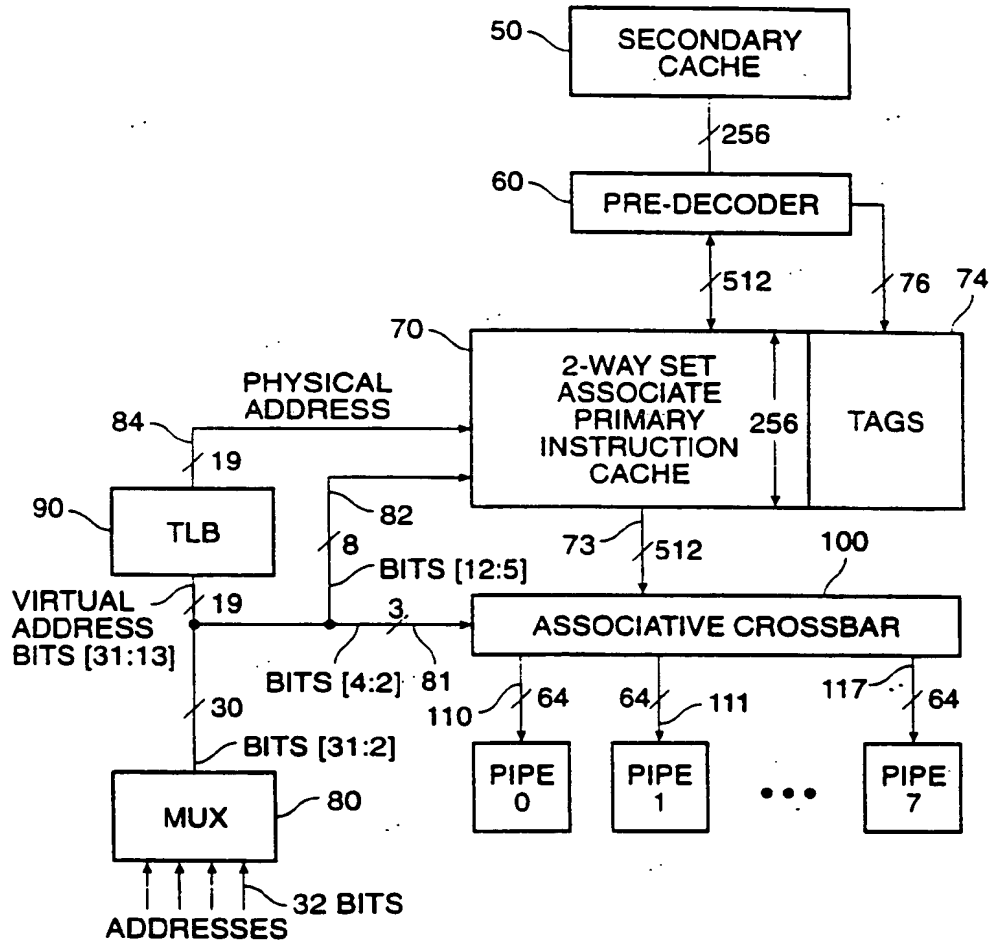 50
SECONDARY
CACHE
256
60
PRE-DECODER
512
76
74
70
2-WAY SET
ASSOCIATE
PRIMARY
INSTRUCTION
CACHE
256
TAGS
PHYSICAL
ADDRESS
84
19
90
TLB
82
8
BITS [12:5]
73
512
100
VIRTUAL
ADDRESS
BITS [31:13]
19
3
ASSOCIATIVE CROSSBAR
BITS [4:2]
81
110
64
64
111
117
64
30
BITS [31:2]
PIPE
0
PIPE
1
PIPE
7
MUX
80
32 BITS
ADDRESSES